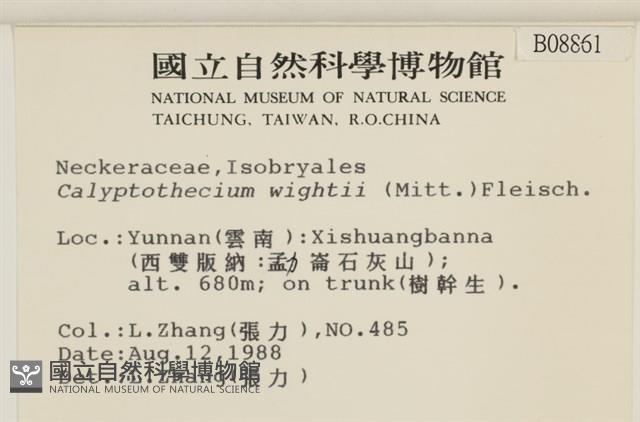 B08861
國立自然科學博物館
NATIONAL MUSEUM OF NATURAL SCIENCE
TAICHUNG, TAIWAN, R.O.CHINA
Neckeraceae,Isobryales
Calyptothecium wightii (Mitt.)Fleisch.
Loc.:Yunnan(雲南):Xishuangbanna
(西雙版納:勐崙石灰山);
alt. 680m; on trunk(樹幹生).
Col.:L.Zhang(張力),NO.485
Date:Aug.12,1988
Det.:L.Zhang(張力)
國立自然科學博物館
NATIONAL MUSEUM OF NATURAL SCIENCE